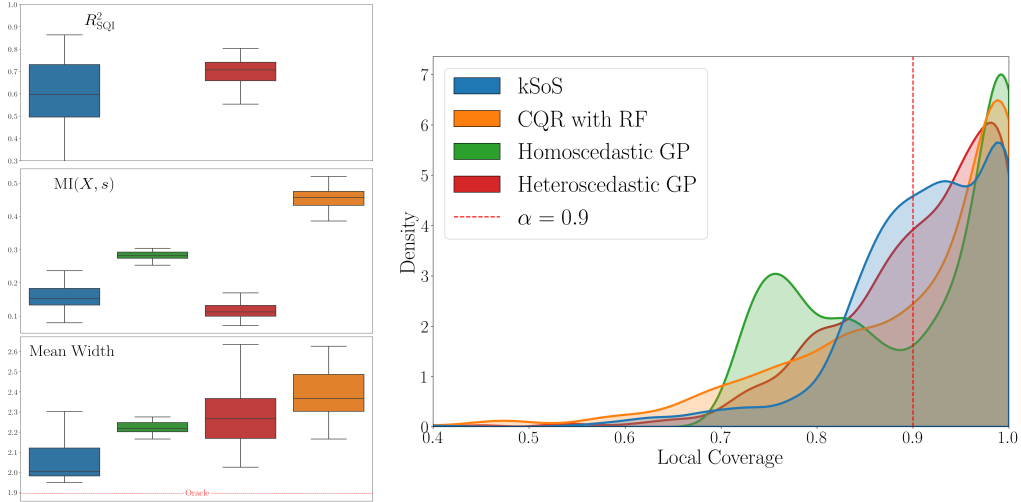 R²_SQI
1.0
0.9
0.8
0.7
0.6
0.5
0.4
0.3
MI(X, s)
0.5
0.4
0.3
0.2
0.1
Mean Width
2.6
2.5
2.4
2.3
2.2
2.1
2.0
1.9
Oracle
kSoS
CQR with RF
Homoscedastic GP
Heteroscedastic GP
α = 0.9
Density
7
6
5
4
3
2
1
0
0.4 0.5 0.6 0.7 0.8 0.9 1.0
Local Coverage